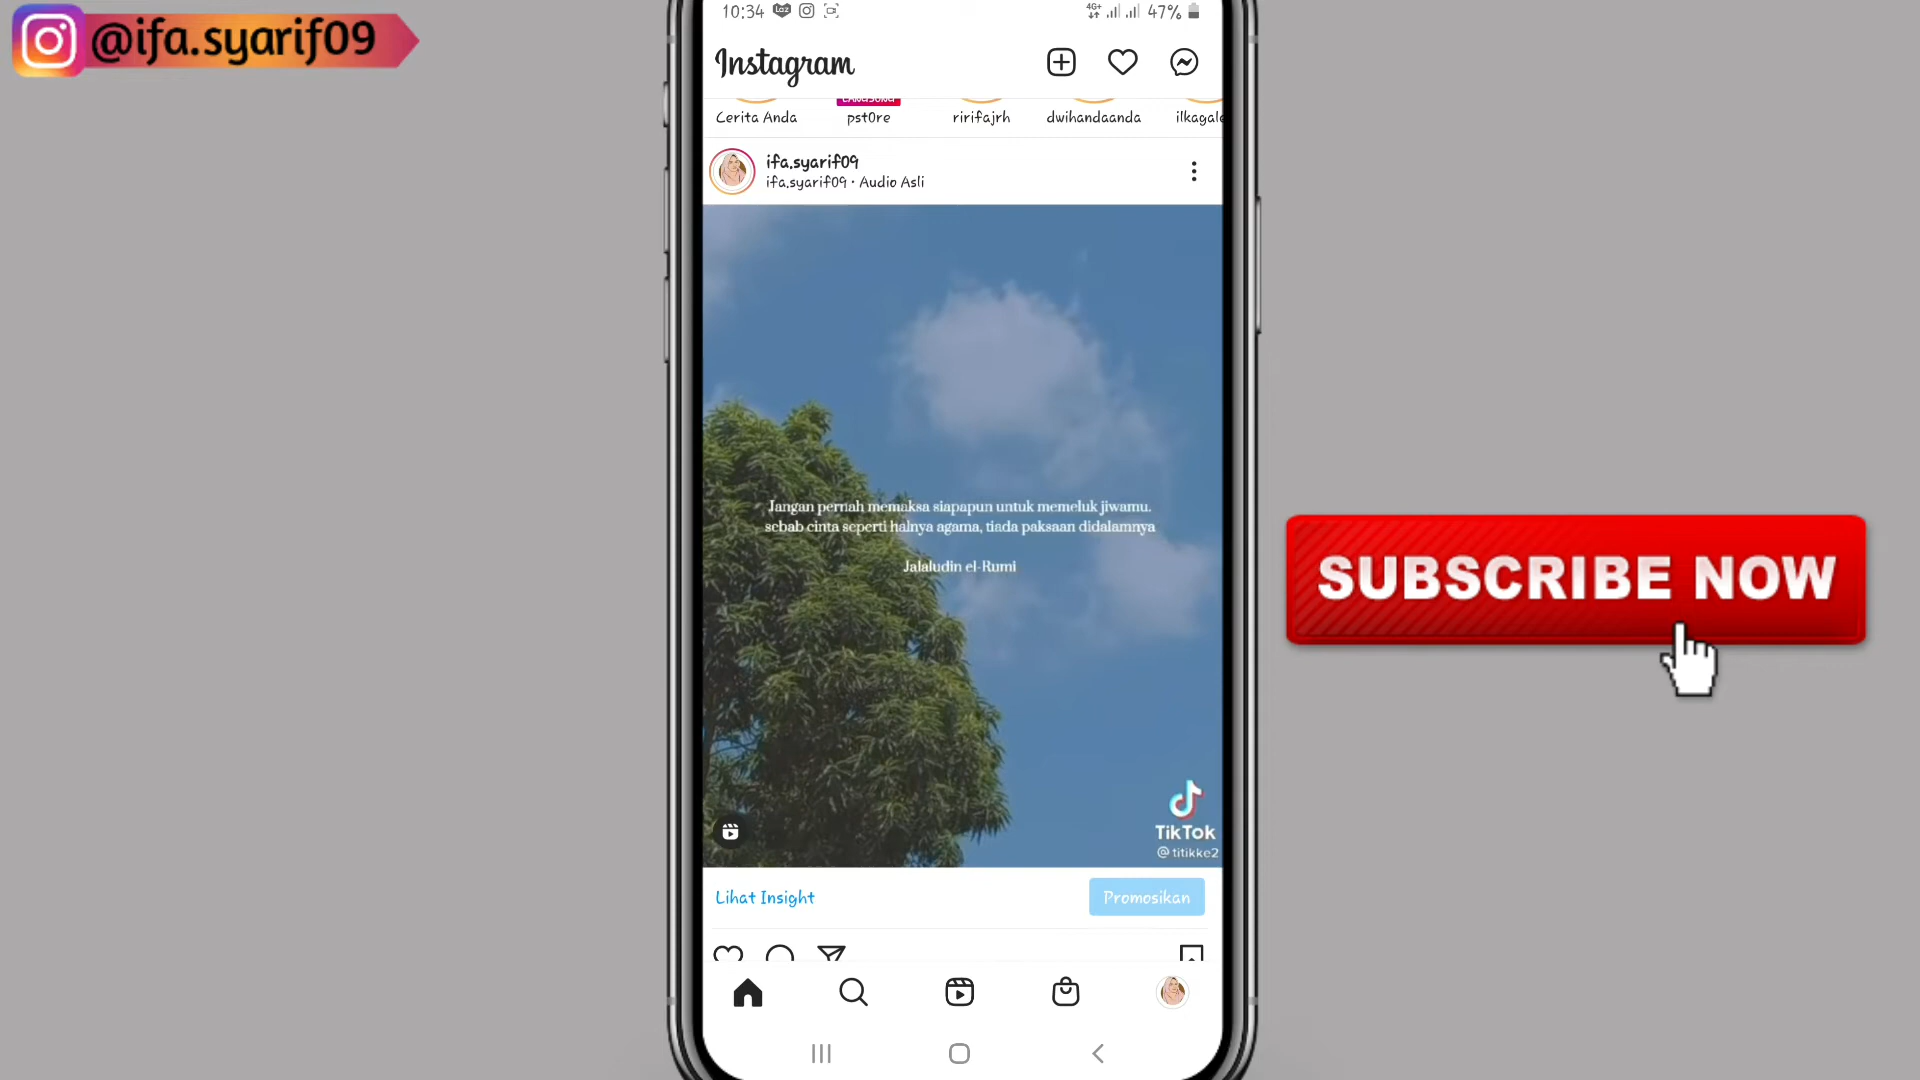 @ifa.syarif09
10:34
4G+
47%
Instagram
Cerita Anda
pst0re
ririfajrh
dwihandaanda
ilkagale
ifa.syarif09
ifa.syarif09 • Audio Asli
Jangan pernah memaksa siapapun untuk memeluk jiwamu.
sebab cinta seperti halnya agama, tiada paksaan didalamnya
Jalaludin el-Rumi
SUBSCRIBE NOW
TikTok
@titikke2
Lihat Insight
Promosikan